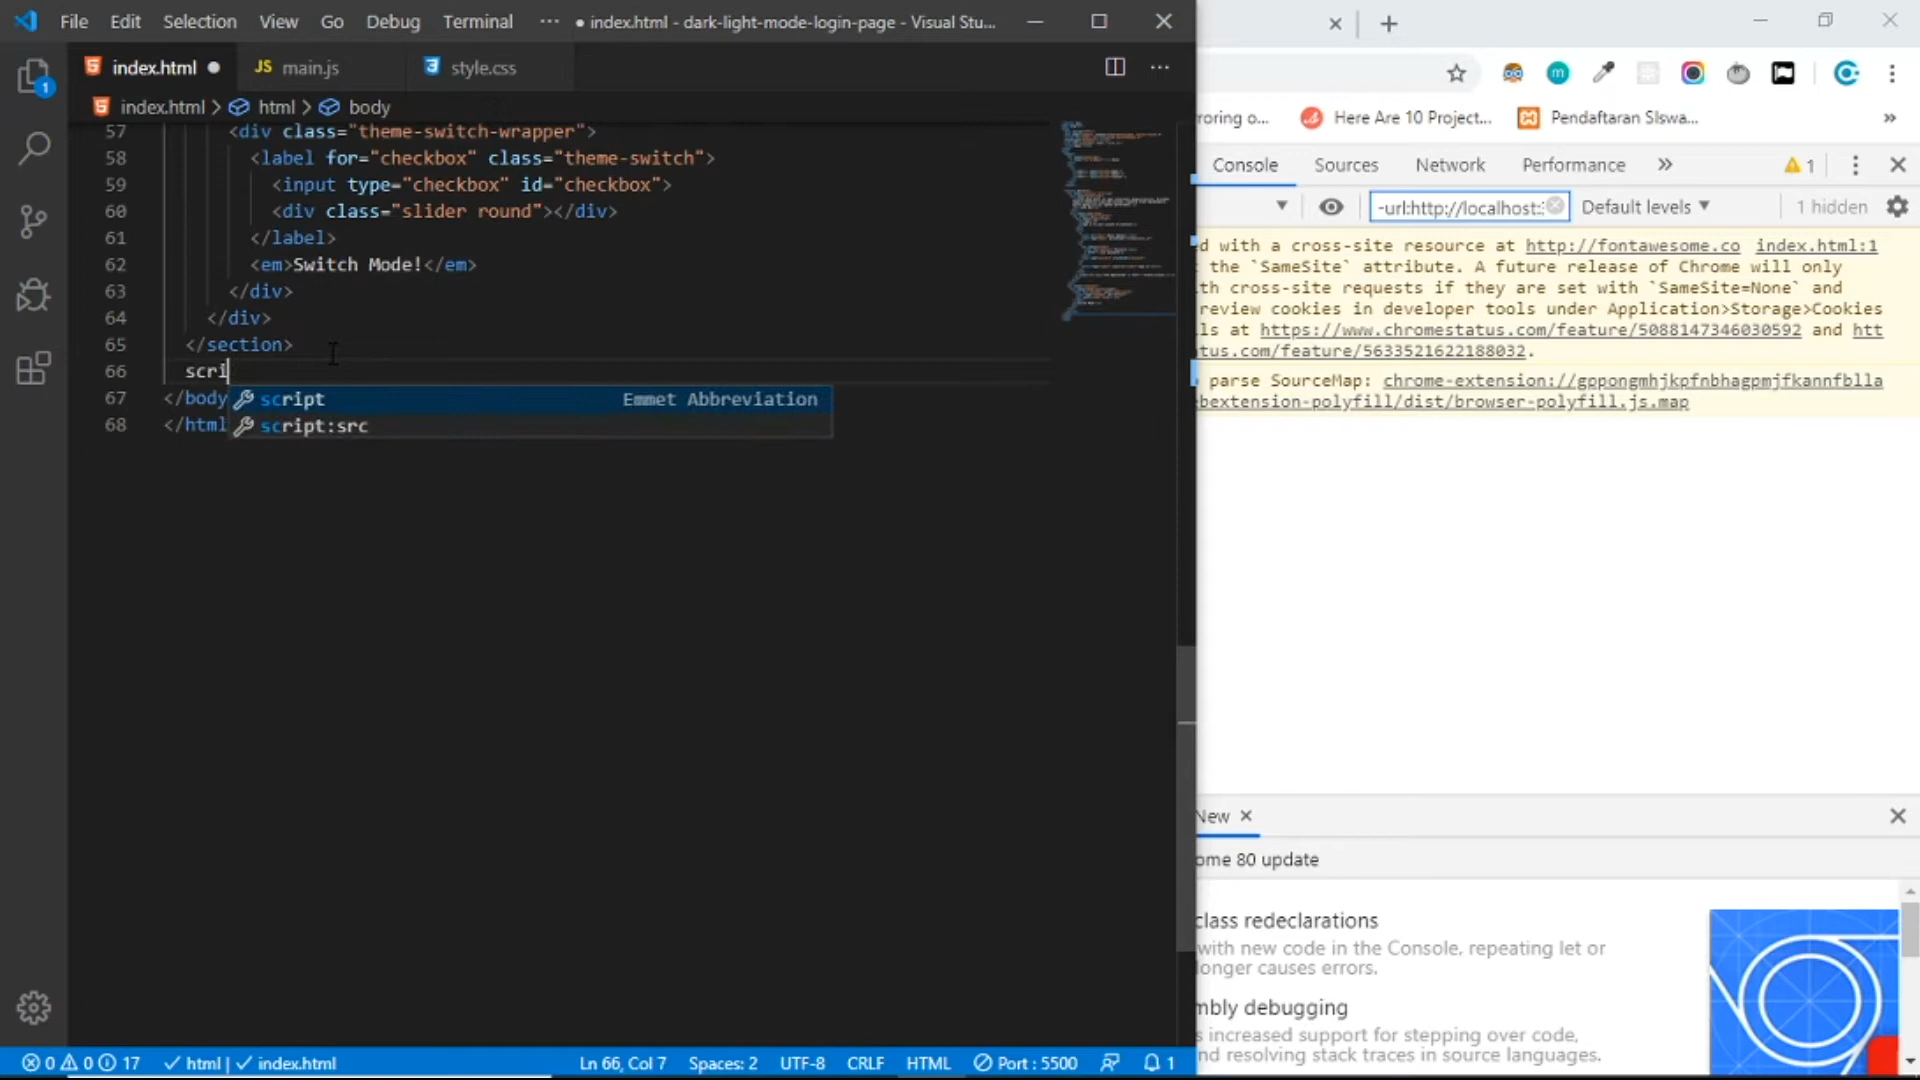 File Edit Selection View Go Debug Terminal ··· ● index.html - dark-light-mode-login-page - Visual Stu...
index.html ● JS main.js style.css
index.html > html > body
57 <div class="theme-switch-wrapper">
58 <label for="checkbox" class="theme-switch">
59 <input type="checkbox" id="checkbox">
60 <div class="slider round"></div>
61 </label>
62 <em>Switch Mode!</em>
63 </div>
64 </div>
65 </section>
66 scri
67 </body
script Emmet Abbreviation
68 </html
script:src
0 0 17 html | index.html Ln 66, Col 7 Spaces: 2 UTF-8 CRLF HTML Port : 5500 1
roring o... Here Are 10 Project... Pendaftaran SIswa... »
Console Sources Network Performance » 1
-url:http://localhost: Default levels ▼ 1 hidden
d with a cross-site resource at http://fontawesome.co index.html:1
the `SameSite` attribute. A future release of Chrome will only
th cross-site requests if they are set with `SameSite=None` and
review cookies in developer tools under Application>Storage>Cookies
ls at https://www.chromestatus.com/feature/5088147346030592 and htt
tus.com/feature/5633521622188032.
parse SourceMap: chrome-extension://gppongmhjkpfnbhagpmjfkannfblla
bextension-polyfill/dist/browser-polyfill.js.map
New
ome 80 update
class redeclarations
with new code in the Console, repeating let or
longer causes errors.
mbly debugging
s increased support for stepping over code,
nd resolving stack traces in source languages.